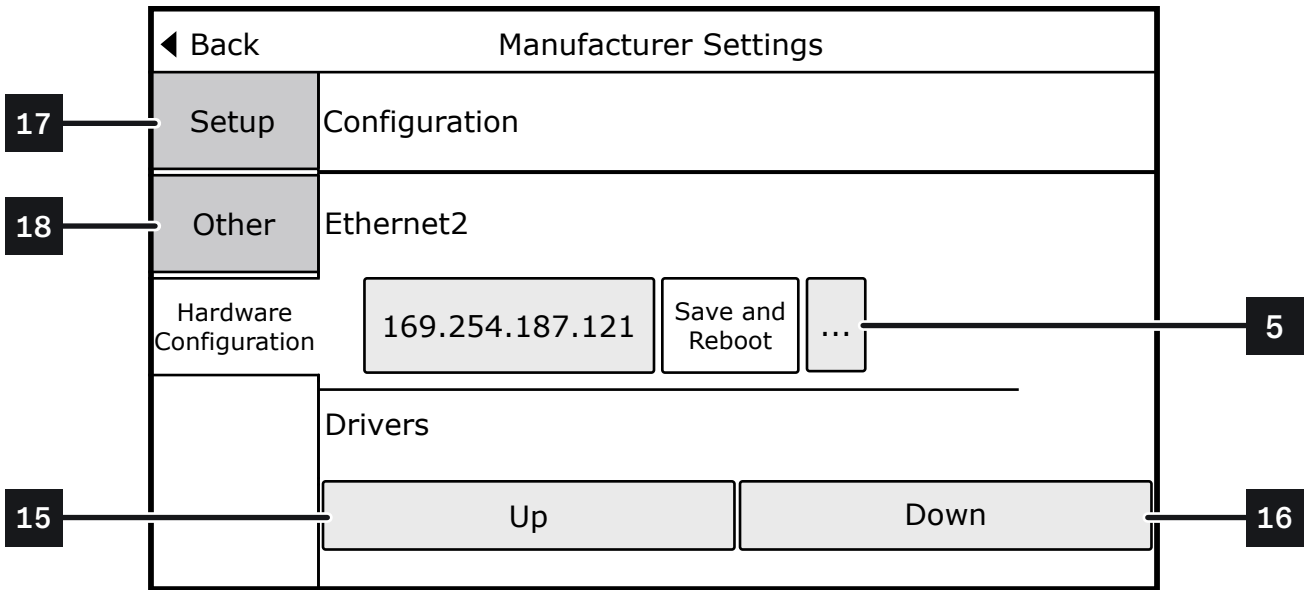 Back Manufacturer Settings
17 Setup Configuration
18 Other Ethernet2
Hardware
Configuration
169.254.187.121
Save and
Reboot
...
5
Drivers
15 Up Down 16